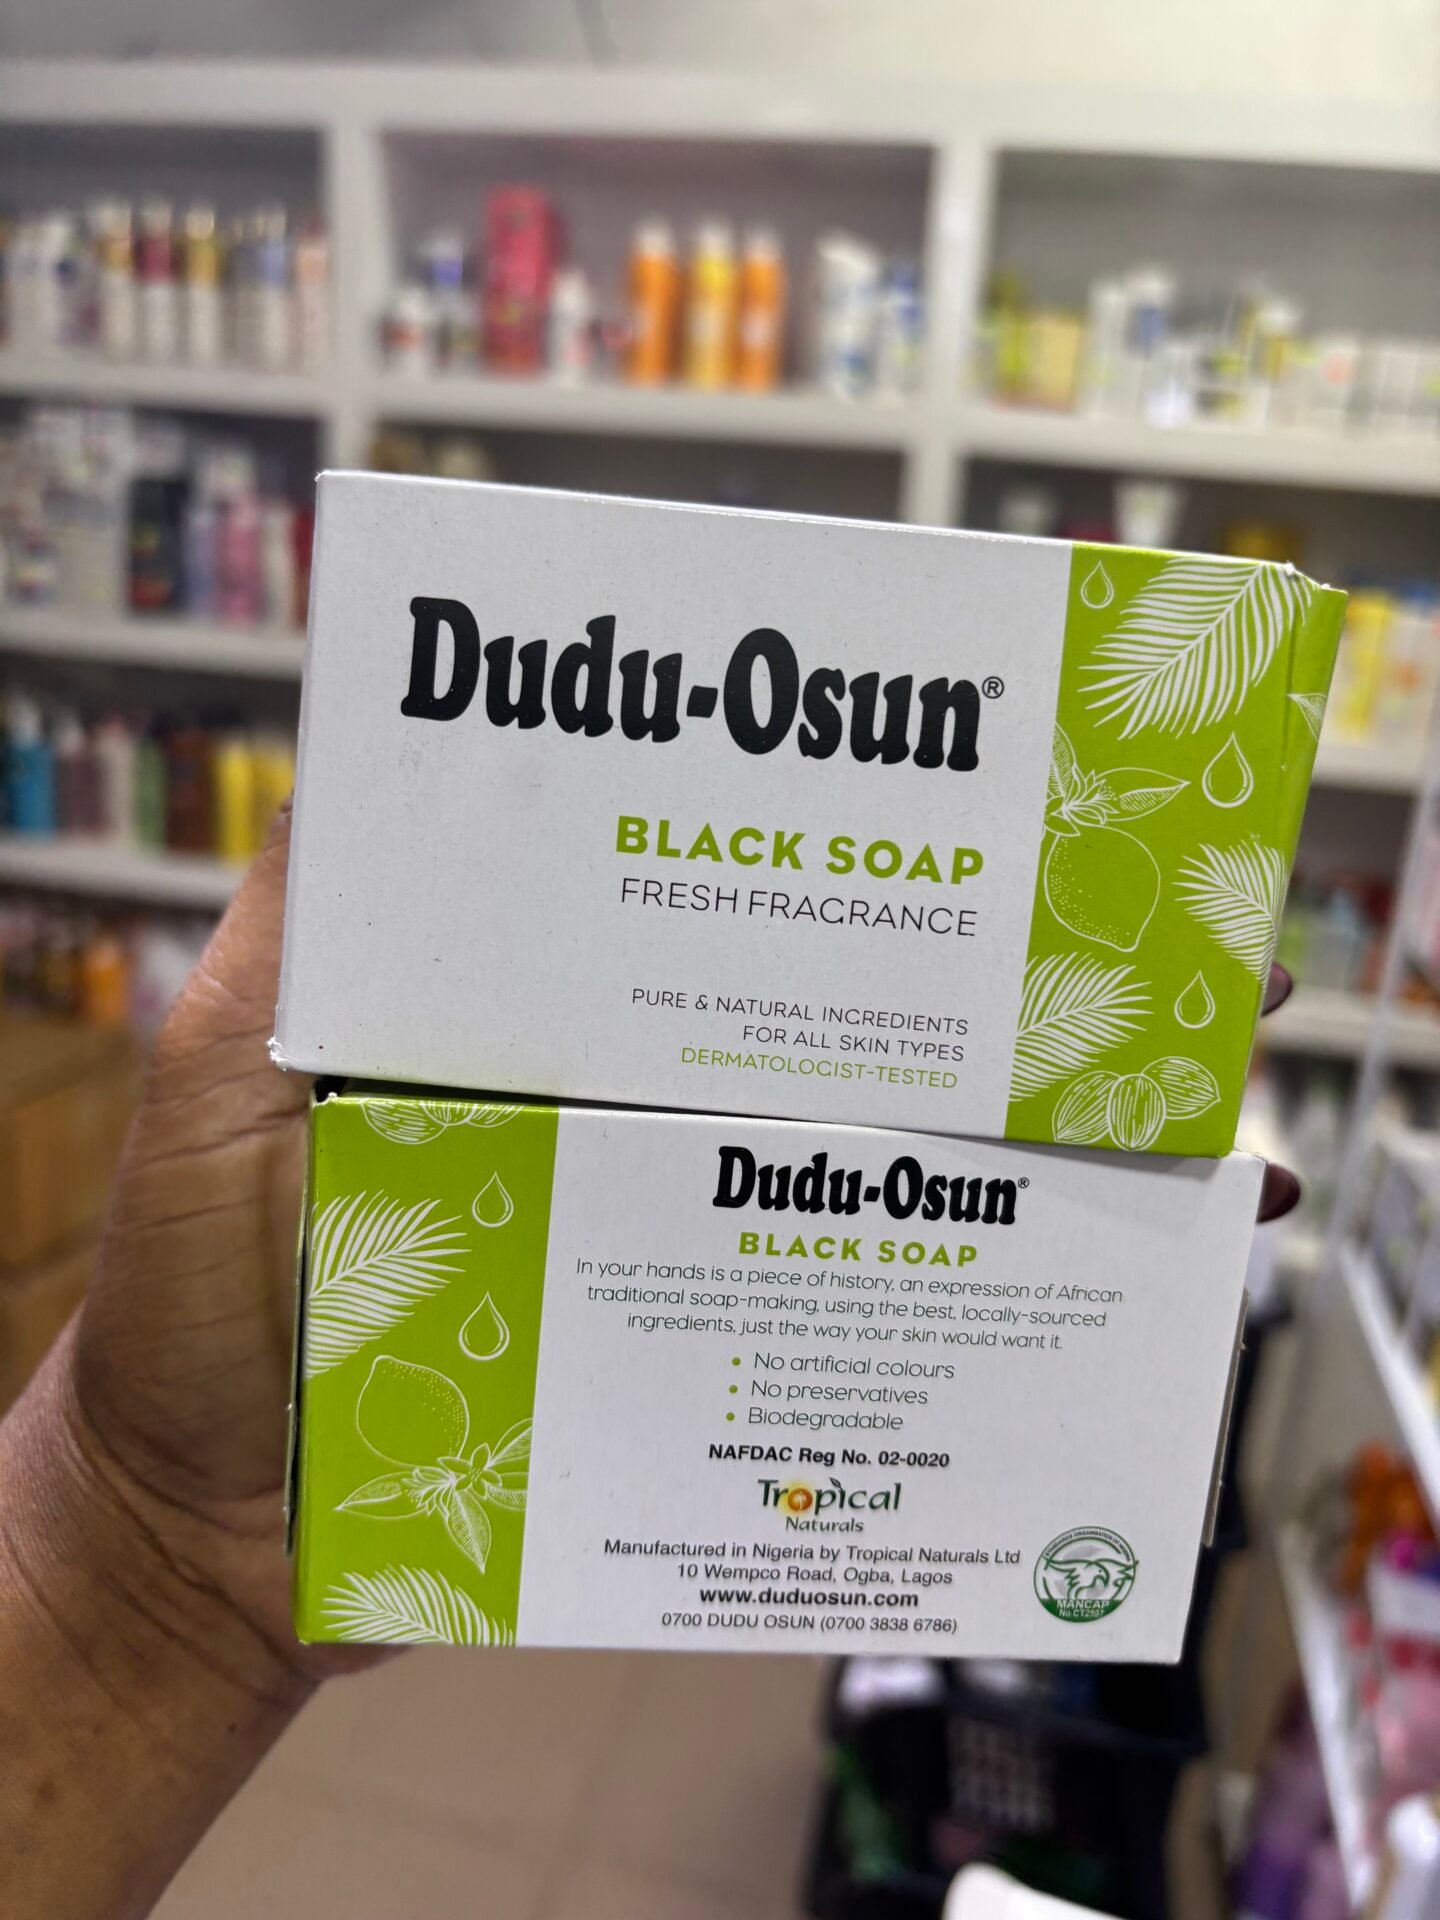 Dudu-Osun®
BLACK SOAP
FRESH FRAGRANCE
PURE & NATURAL INGREDIENTS
FOR ALL SKIN TYPES
DERMATOLOGIST-TESTED
Dudu-Osun®
BLACK SOAP
In your hands is a piece of history, an expression of African
traditional soap-making, using the best, locally-sourced
ingredients, just the way your skin would want it.
• No artificial colours
• No preservatives
• Biodegradable
NAFDAC Reg No. 02-0020
Tropical
Naturals
Manufactured in Nigeria by Tropical Naturals Ltd
10 Wempco Road, Ogba, Lagos
www.duduosun.com
0700 DUDU OSUN (0700 3838 6786)
STANDARDS ORGANISATION OF NIGERIA
MANCAP